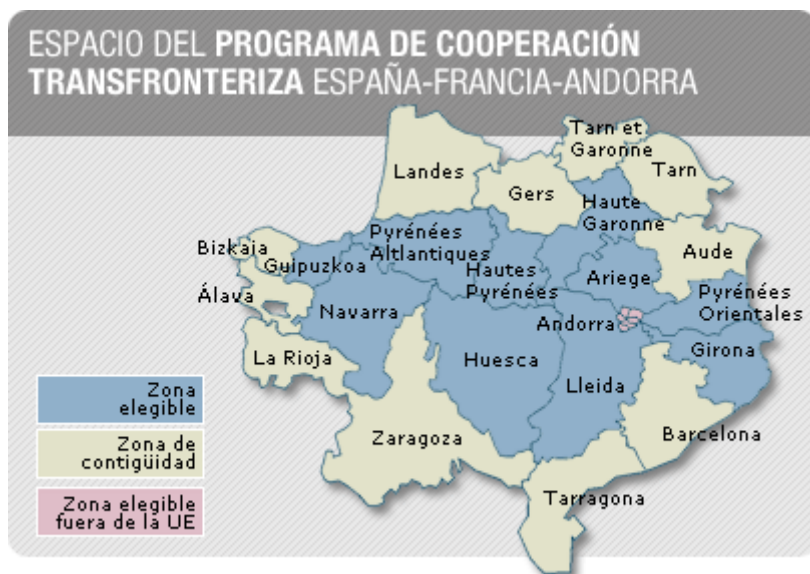 ESPACIO DEL PROGRAMA DE COOPERACIÓN
TRANSFRONTERIZA ESPAÑA-FRANCIA-ANDORRA
Tarn et
Garonne
Landes
Tarn
Gers
Haute
Garonne
Pyrénées
Altlantiques
Bizkaia
Guipuzkoa
Aude
Hautes
Pyrénées
Ariege
Álava
Pyrénées
Orientales
Navarra
Andorra
La Rioja
Huesca
Girona
Lleida
Zaragoza
Barcelona
Tarragona
Zona
elegible
Zona de
contigüidad
Zona elegible
fuera de la UE